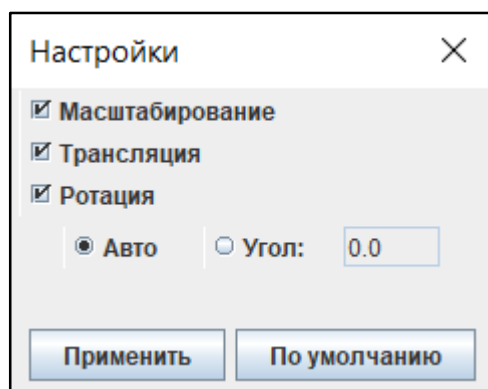 Настройки
Масштабирование
Трансляция
Ротация
Авто Угол: 0.0
Применить По умолчанию